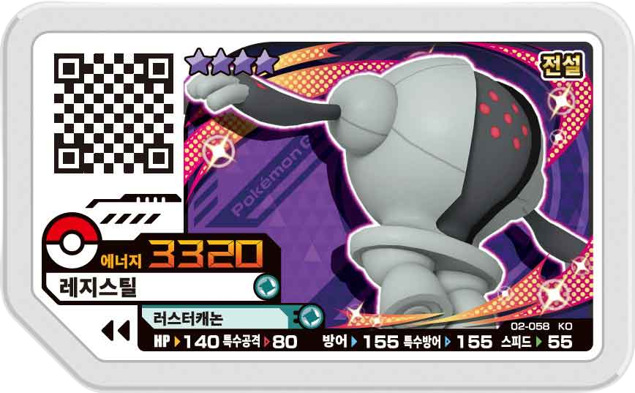 전설
Pokémon G
에너지 3320
레지스틸
러스터캐논
02-058 KO
HP 140 특수공격 80 방어 155 특수방어 155 스피드 55